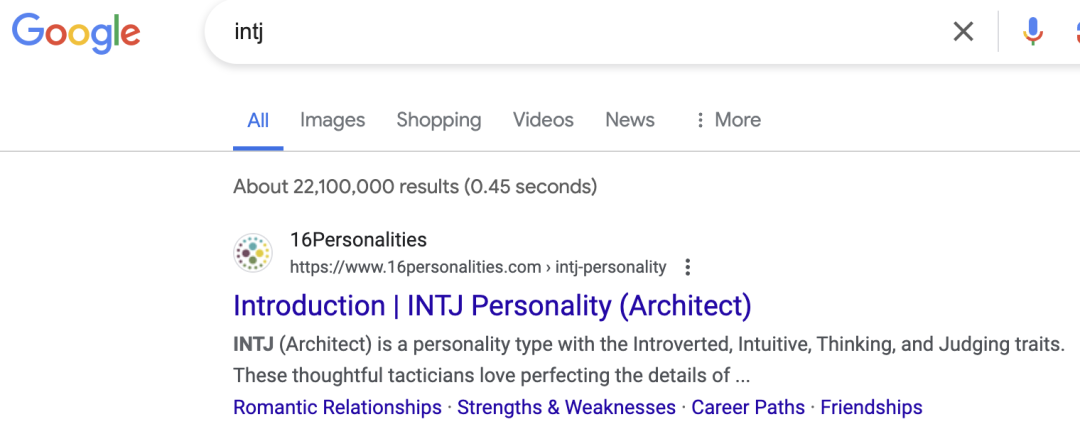 Google
intj
All Images Shopping Videos News More
About 22,100,000 results (0.45 seconds)
16Personalities
https://www.16personalities.com › intj-personality
Introduction | INTJ Personality (Architect)
INTJ (Architect) is a personality type with the Introverted, Intuitive, Thinking, and Judging traits.
These thoughtful tacticians love perfecting the details of ...
Romantic Relationships · Strengths & Weaknesses · Career Paths · Friendships